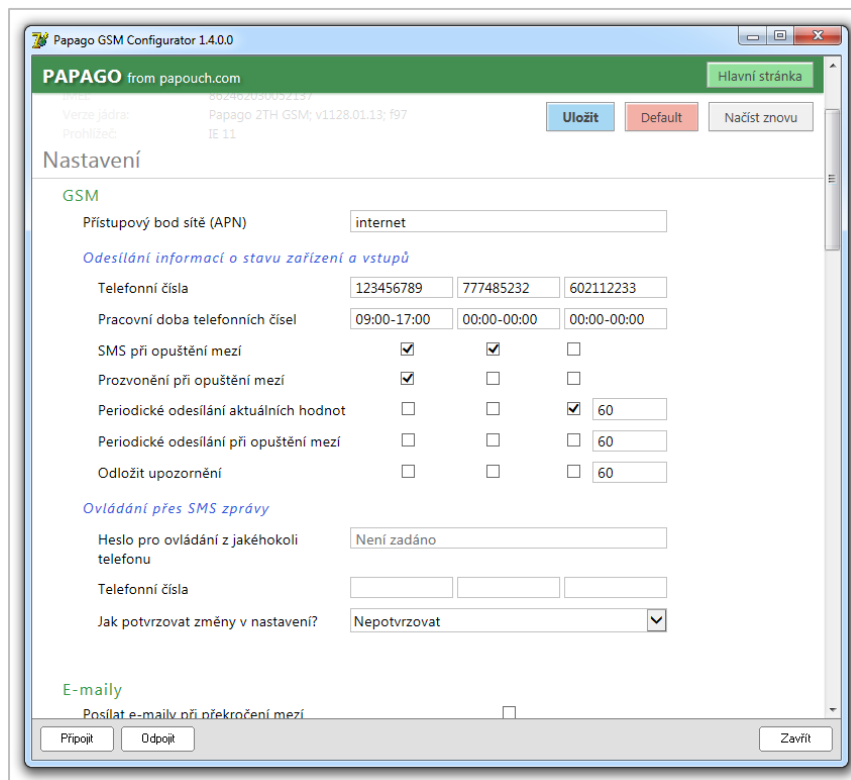 Papago GSM Configurator 1.4.0.0
PAPAGO from papouch.com
Hlavní stránka
862462030052137
Verze jádra: Papago 2TH GSM; v1128.01.13; f97
Prohlížeč: IE 11
Uložit Default Načíst znovu
Nastavení
GSM
Přístupový bod sítě (APN) internet
Odesílání informací o stavu zařízení a vstupů
Telefonní čísla 123456789 777485232 602112233
Pracovní doba telefonních čísel 09:00-17:00 00:00-00:00 00:00-00:00
SMS při opuštění mezí
Prozvonění při opuštění mezí
Periodické odesílání aktuálních hodnot 60
Periodické odesílání při opuštění mezí 60
Odložit upozornění 60
Ovládání přes SMS zprávy
Heslo pro ovládání z jakéhokoli Není zadáno
telefonu
Telefonní čísla
Jak potvrzovat změny v nastavení? Nepotvrzovat
E-maily
Posílat e-maily při překročení mezí
Připojit Odpojit Zavřít